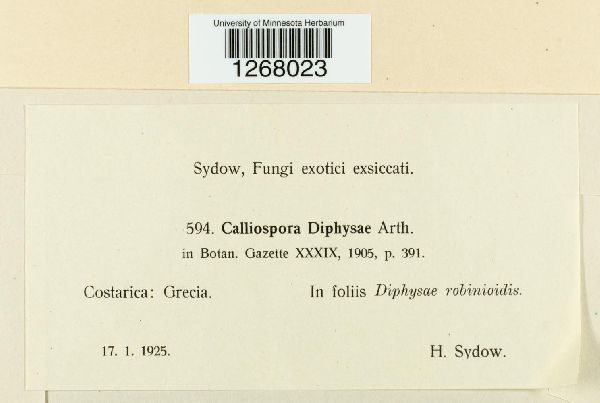 University of Minnesota Herbarium
1268023
Sydow, Fungi exotici exsiccati.
594. Calliospora Diphysae Arth.
in Botan. Gazette XXXIX, 1905, p. 391.
Costarica: Grecia. In foliis Diphysae robinioidis.
17. 1. 1925. H. Sydow.